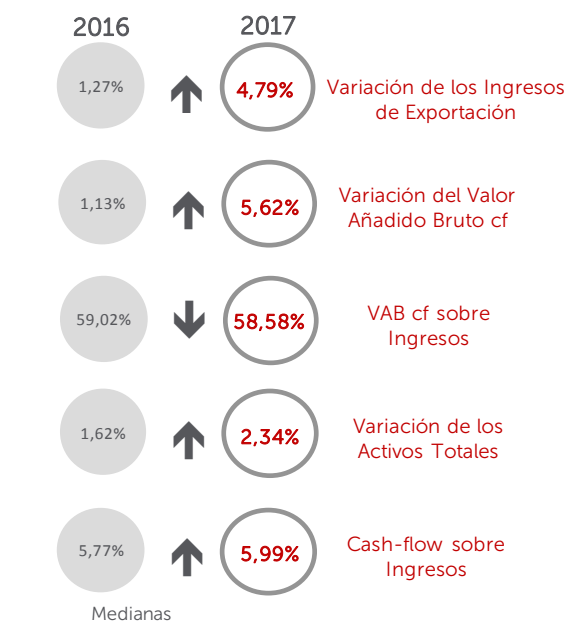 2016 2017
1,27% 4,79% Variación de los Ingresos
de Exportación
1,13% 5,62% Variación del Valor
Añadido Bruto cf
59,02% 58,58% VAB cf sobre
Ingresos
1,62% 2,34% Variación de los
Activos Totales
5,77% 5,99% Cash-flow sobre
Ingresos
Medianas